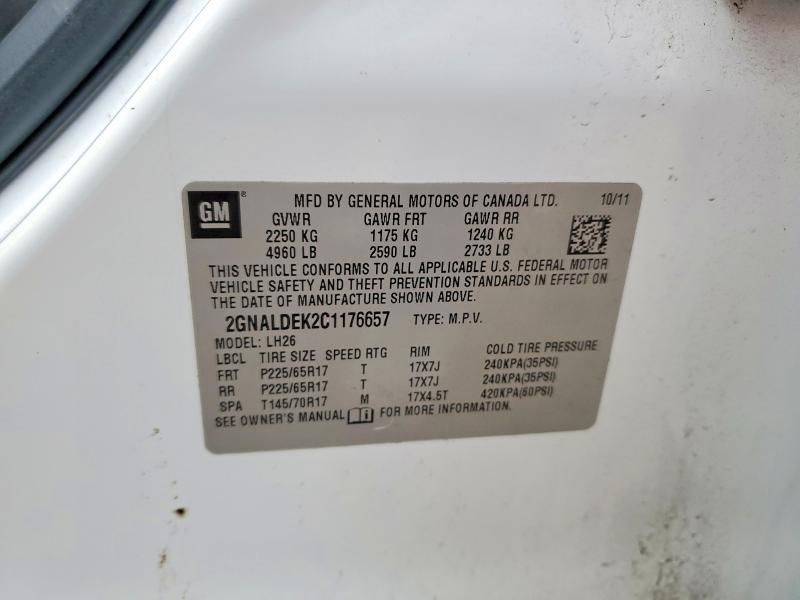 GM® MFD BY GENERAL MOTORS OF CANADA LTD. 10/11
GVWR GAWR FRT GAWR RR
2250 KG 1175 KG 1240 KG
4960 LB 2590 LB 2733 LB
THIS VEHICLE CONFORMS TO ALL APPLICABLE U.S. FEDERAL MOTOR
VEHICLE SAFETY AND THEFT PREVENTION STANDARDS IN EFFECT ON
THE DATE OF MANUFACTURE SHOWN ABOVE.
2GNALDEK2C1176657 TYPE: M.P.V.
MODEL: LH26
LBCL TIRE SIZE SPEED RTG RIM COLD TIRE PRESSURE
FRT P225/65R17 T 17X7J 240KPA(35PSI)
RR P225/65R17 T 17X7J 240KPA(35PSI)
SPA T145/70R17 M 17X4.5T 420KPA(60PSI)
SEE OWNER'S MANUAL FOR MORE INFORMATION.